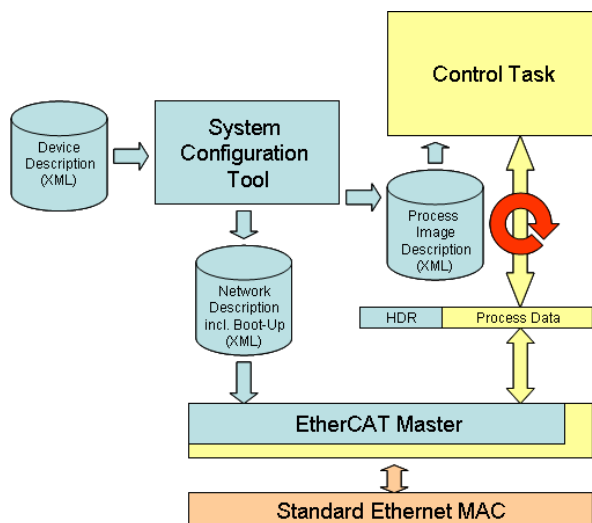 Control Task
System
Configuration
Tool
Device
Description
(XML)
Process
Image
Description
(XML)
Network
Description
incl. Boot-Up
(XML)
HDR
Process Data
EtherCAT Master
Standard Ethernet MAC